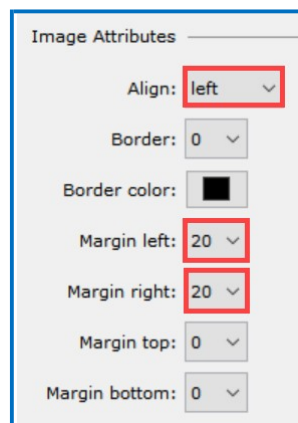 Image Attributes
Align: left
Border: 0
Border color:
Margin left: 20
Margin right: 20
Margin top: 0
Margin bottom: 0